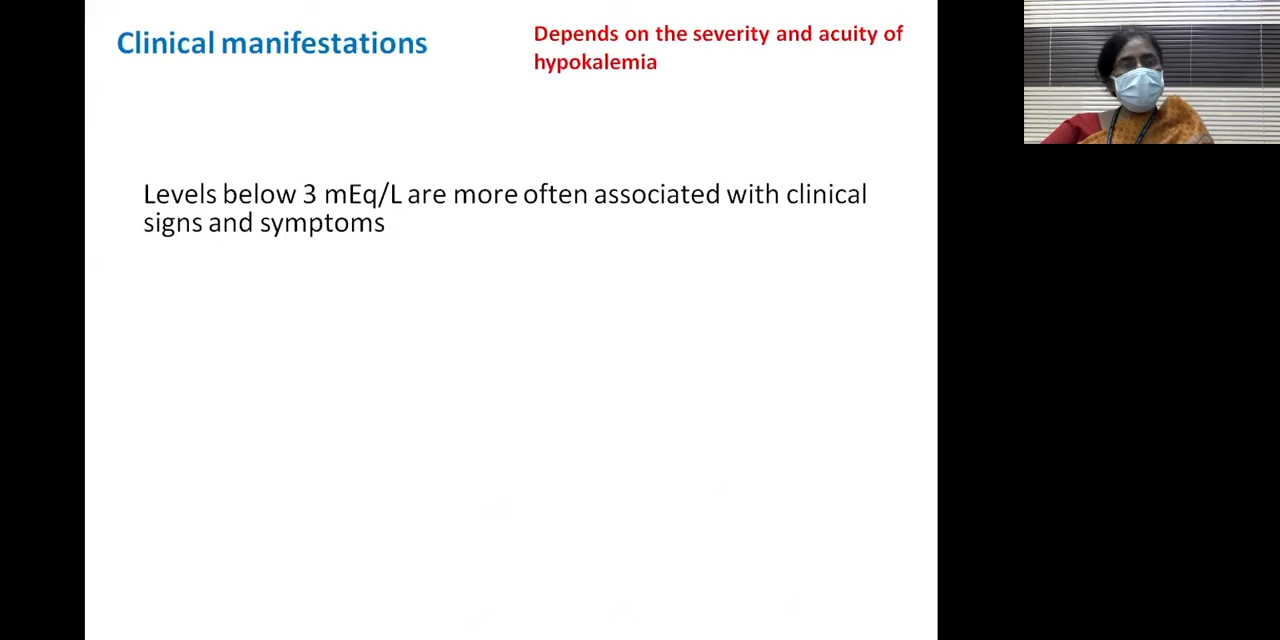 Clinical manifestations
Depends on the severity and acuity of
hypokalemia
Levels below 3 mEq/L are more often associated with clinical
signs and symptoms